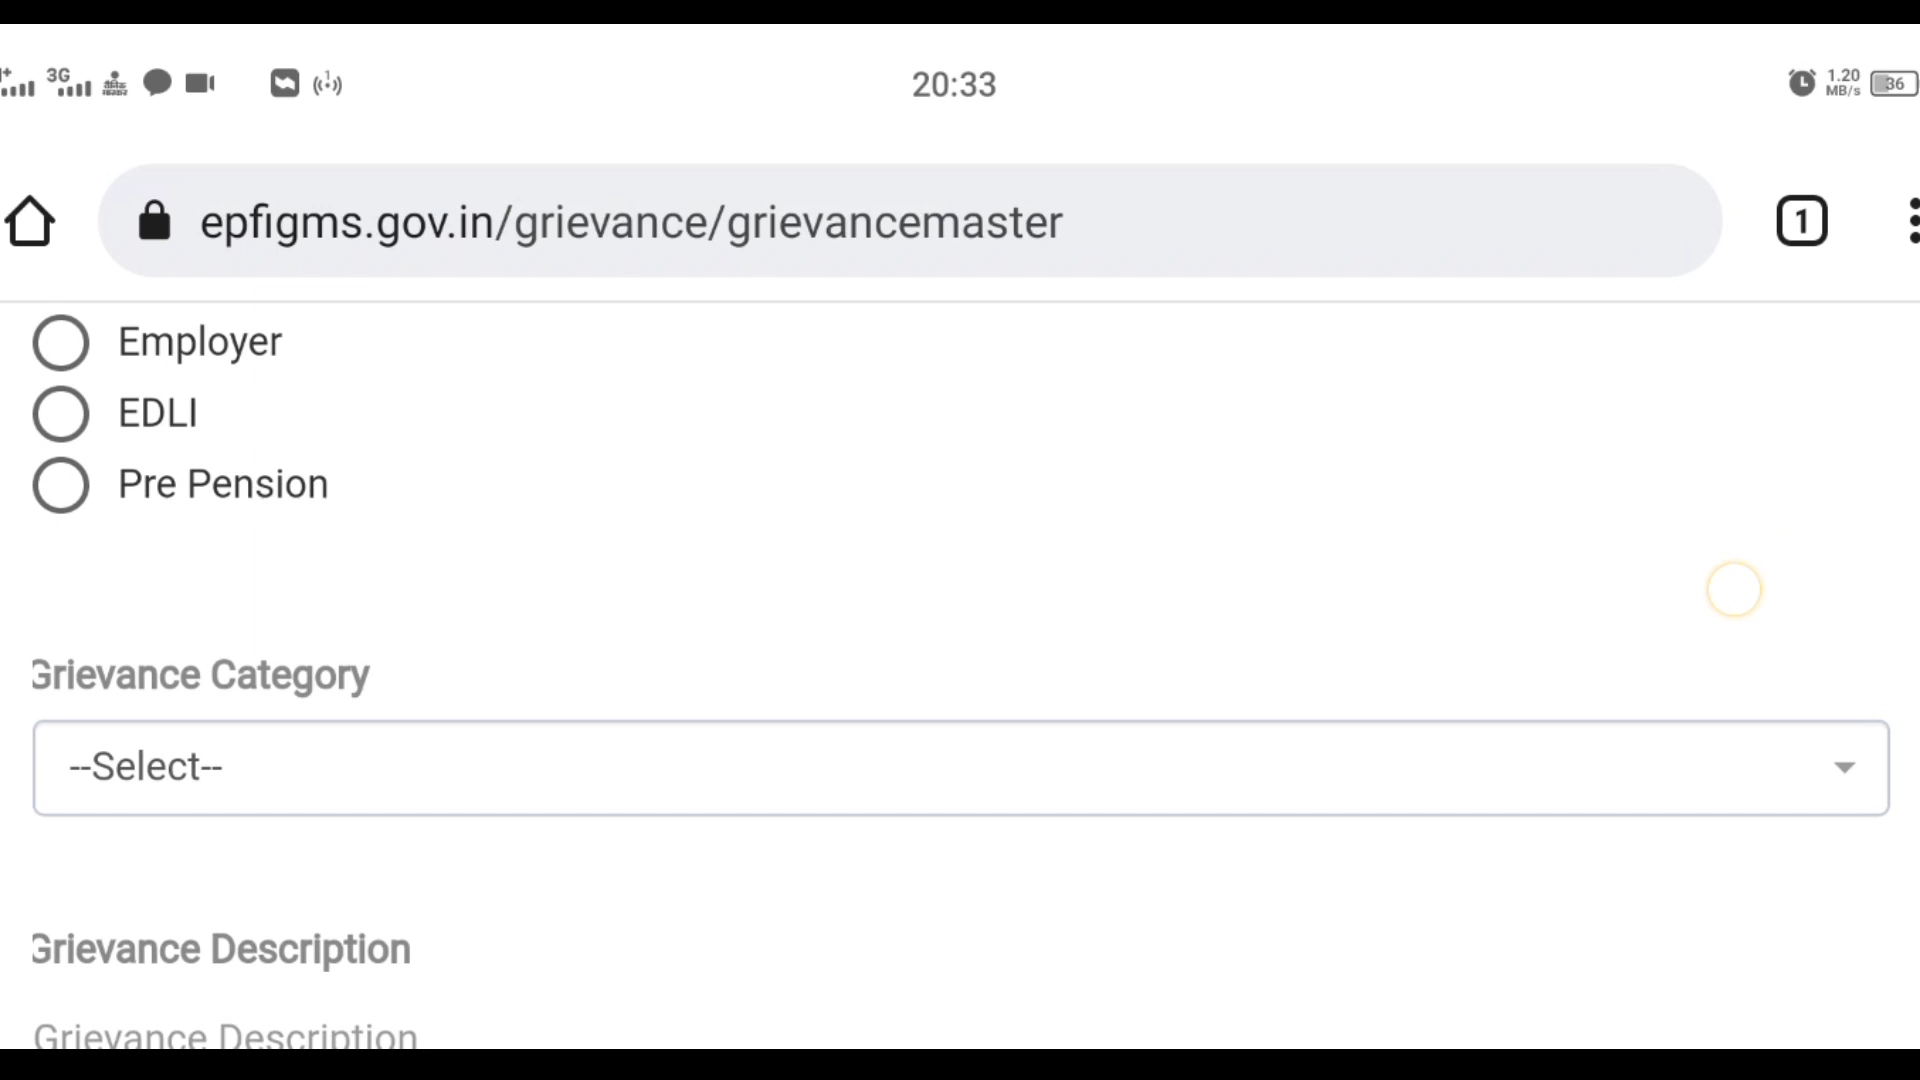 3G
20:33
1.20
MB/s
36
epfigms.gov.in/grievance/grievancemaster
1
Employer
EDLI
Pre Pension
Grievance Category
--Select--
Grievance Description
Grievance Description